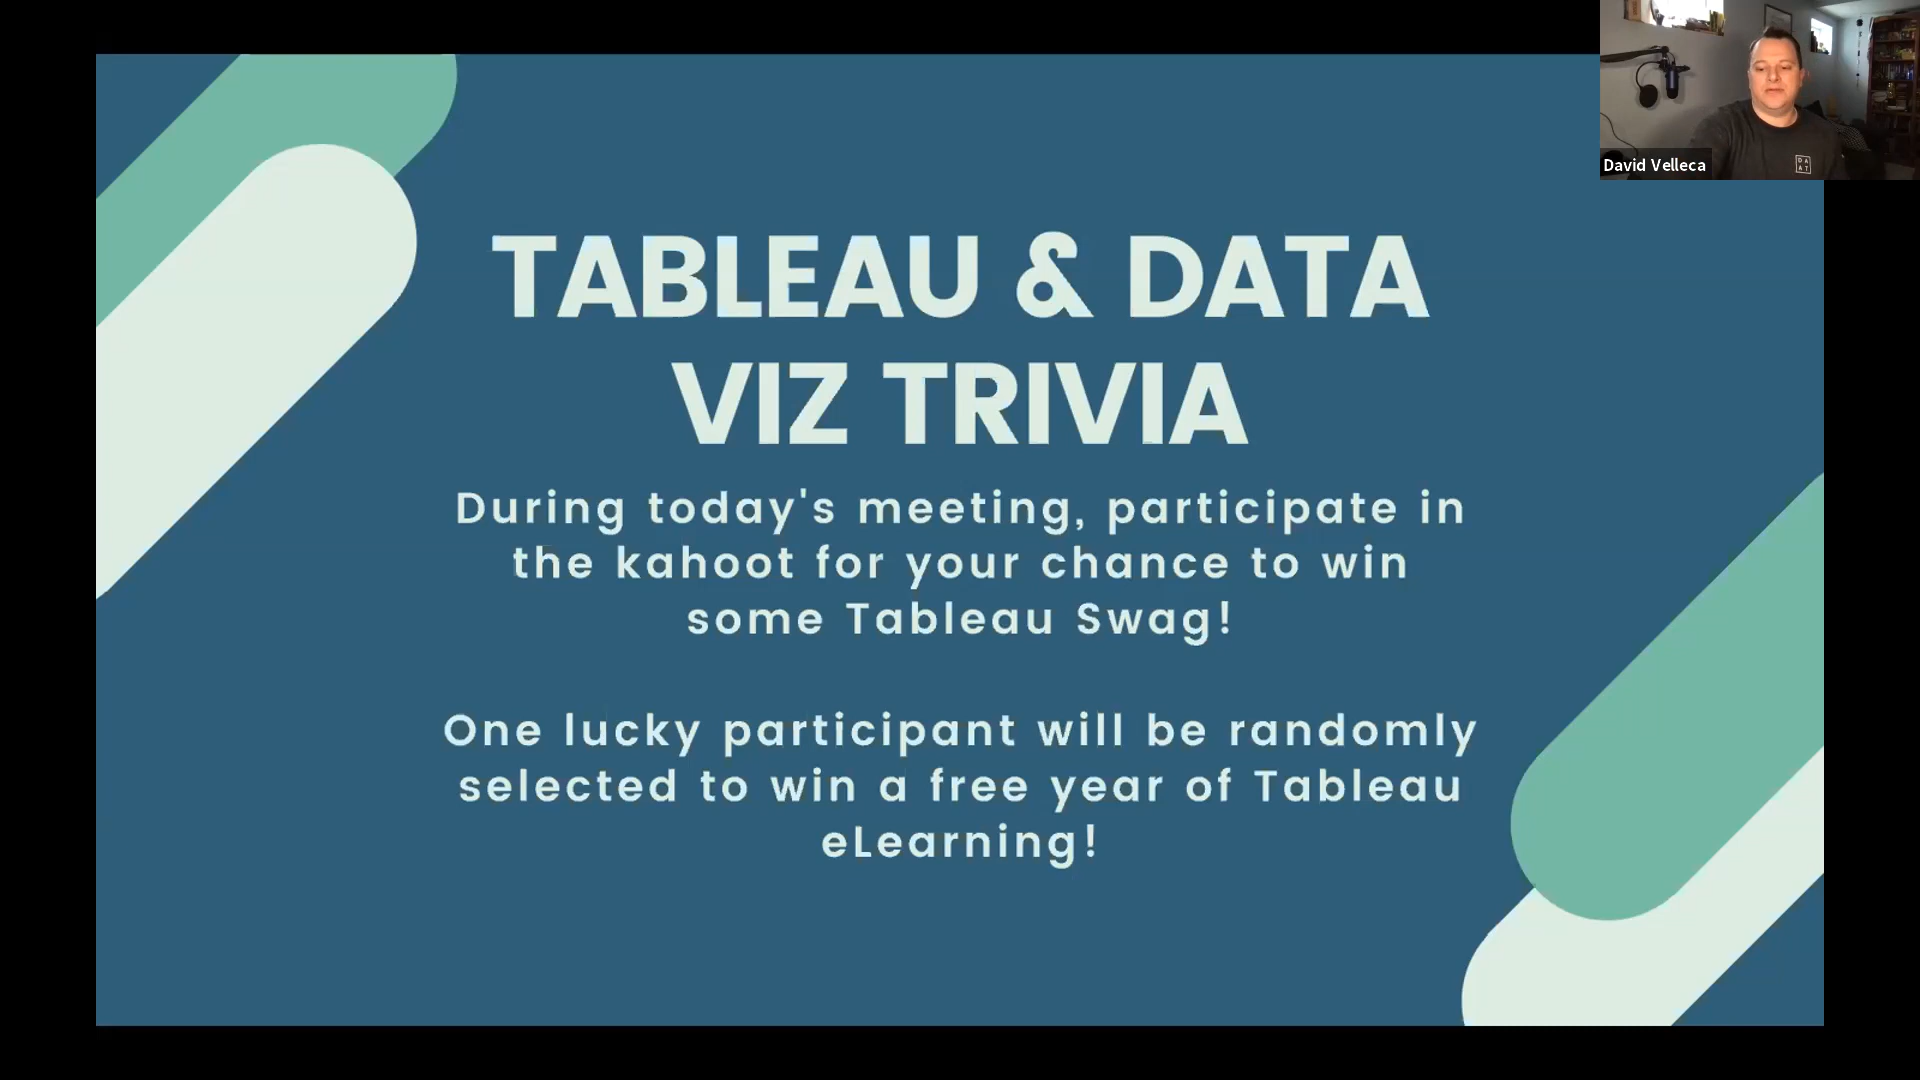 David Velleca
TABLEAU & DATA
VIZ TRIVIA
During today's meeting, participate in
the kahoot for your chance to win
some Tableau Swag!
One lucky participant will be randomly
selected to win a free year of Tableau
eLearning!